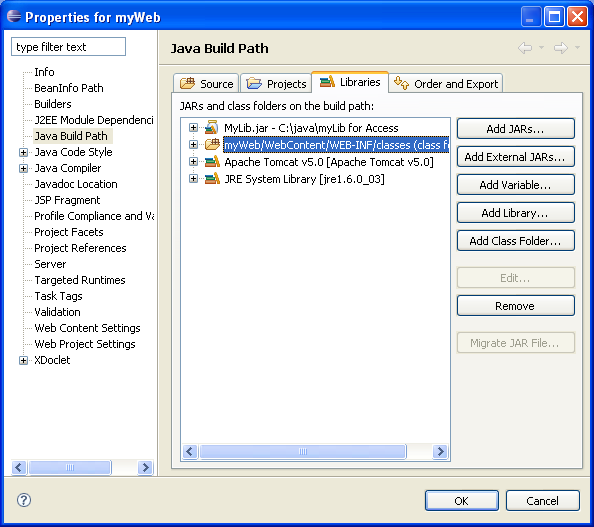 Properties for myWeb
type filter text
Info
BeanInfo Path
Builders
J2EE Module Dependenci
Java Build Path
Java Code Style
Java Compiler
Javadoc Location
JSP Fragment
Profile Compliance and Va
Project Facets
Project References
Server
Targeted Runtimes
Task Tags
Validation
Web Content Settings
Web Project Settings
XDoclet
Java Build Path
Source
Projects
Libraries
Order and Export
JARs and class folders on the build path:
MyLib.jar - C:\java\myLib for Access
myWeb/WebContent/WEB-INF/classes (class f
Apache Tomcat v5.0 [Apache Tomcat v5.0]
JRE System Library [jre1.6.0_03]
Add JARs...
Add External JARs...
Add Variable...
Add Library...
Add Class Folder...
Edit...
Remove
Migrate JAR File...
?
OK
Cancel